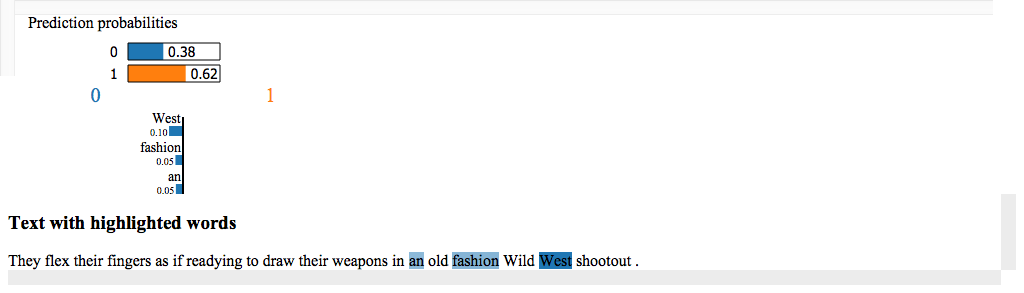 Prediction probabilities
0 0.38
1 0.62
0 1
West
0.10
fashion
0.05
an
0.05
Text with highlighted words
They flex their fingers as if readying to draw their weapons in an old fashion Wild West shootout .